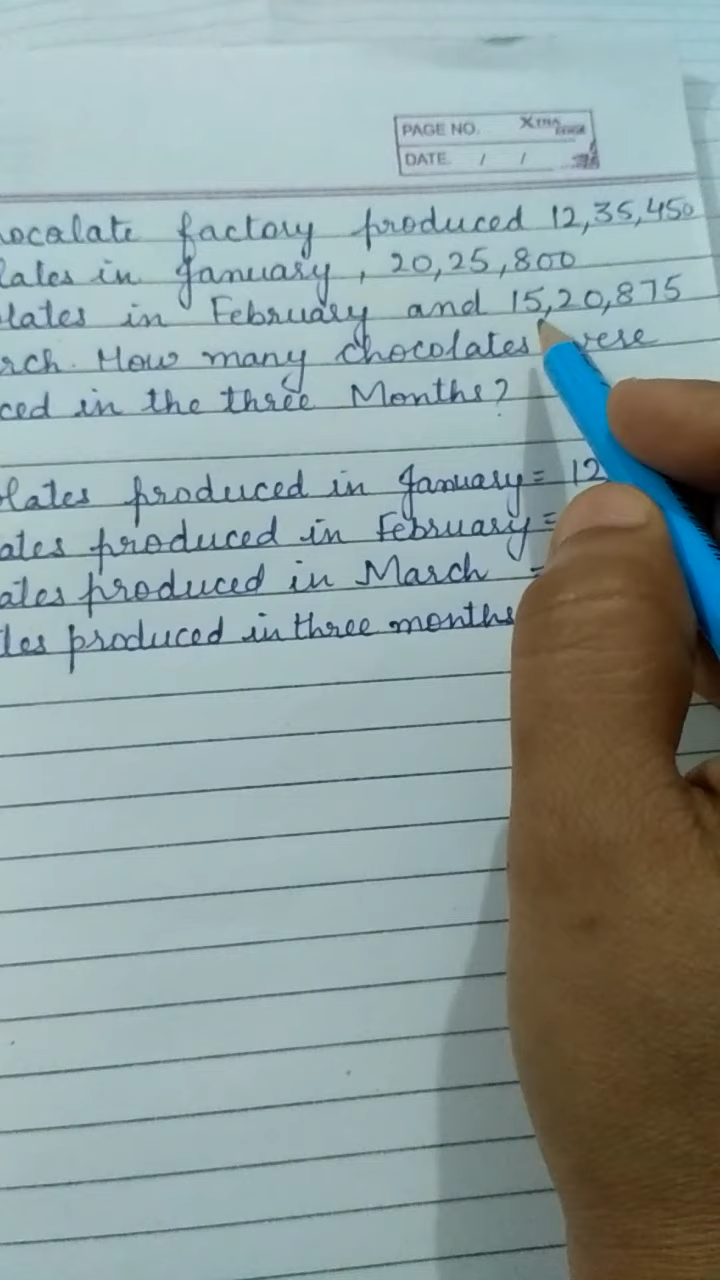 PAGE NO. XTRA
DATE / /
ocalate factory produced 12,35,450
lates in January, 20,25,800
lates in February and 15,20,875
rch. How many chocolates were
ced in the three Months?
lates produced in January = 12
ates produced in February =
ates produced in March =
les produced in three months